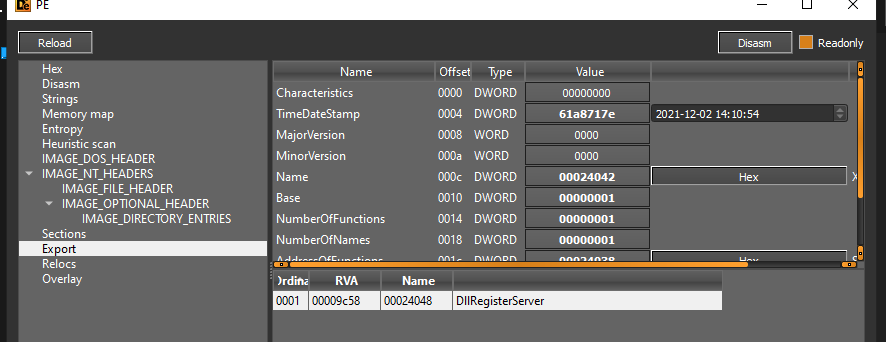 PE
Reload
Disasm
Readonly
Hex
Disasm
Strings
Memory map
Entropy
Heuristic scan
IMAGE_DOS_HEADER
IMAGE_NT_HEADERS
IMAGE_FILE_HEADER
IMAGE_OPTIONAL_HEADER
IMAGE_DIRECTORY_ENTRIES
Sections
Export
Relocs
Overlay
Name Offset Type Value
Characteristics 0000 DWORD 00000000
TimeDateStamp 0004 DWORD 61a8717e 2021-12-02 14:10:54
MajorVersion 0008 WORD 0000
MinorVersion 000a WORD 0000
Name 000c DWORD 00024042 Hex X
Base 0010 DWORD 00000001
NumberOfFunctions 0014 DWORD 00000001
NumberOfNames 0018 DWORD 00000001
AddressOfFunctions 001c DWORD 00024038 Hex
Ordina RVA Name
0001 00009c58 00024048 DllRegisterServer